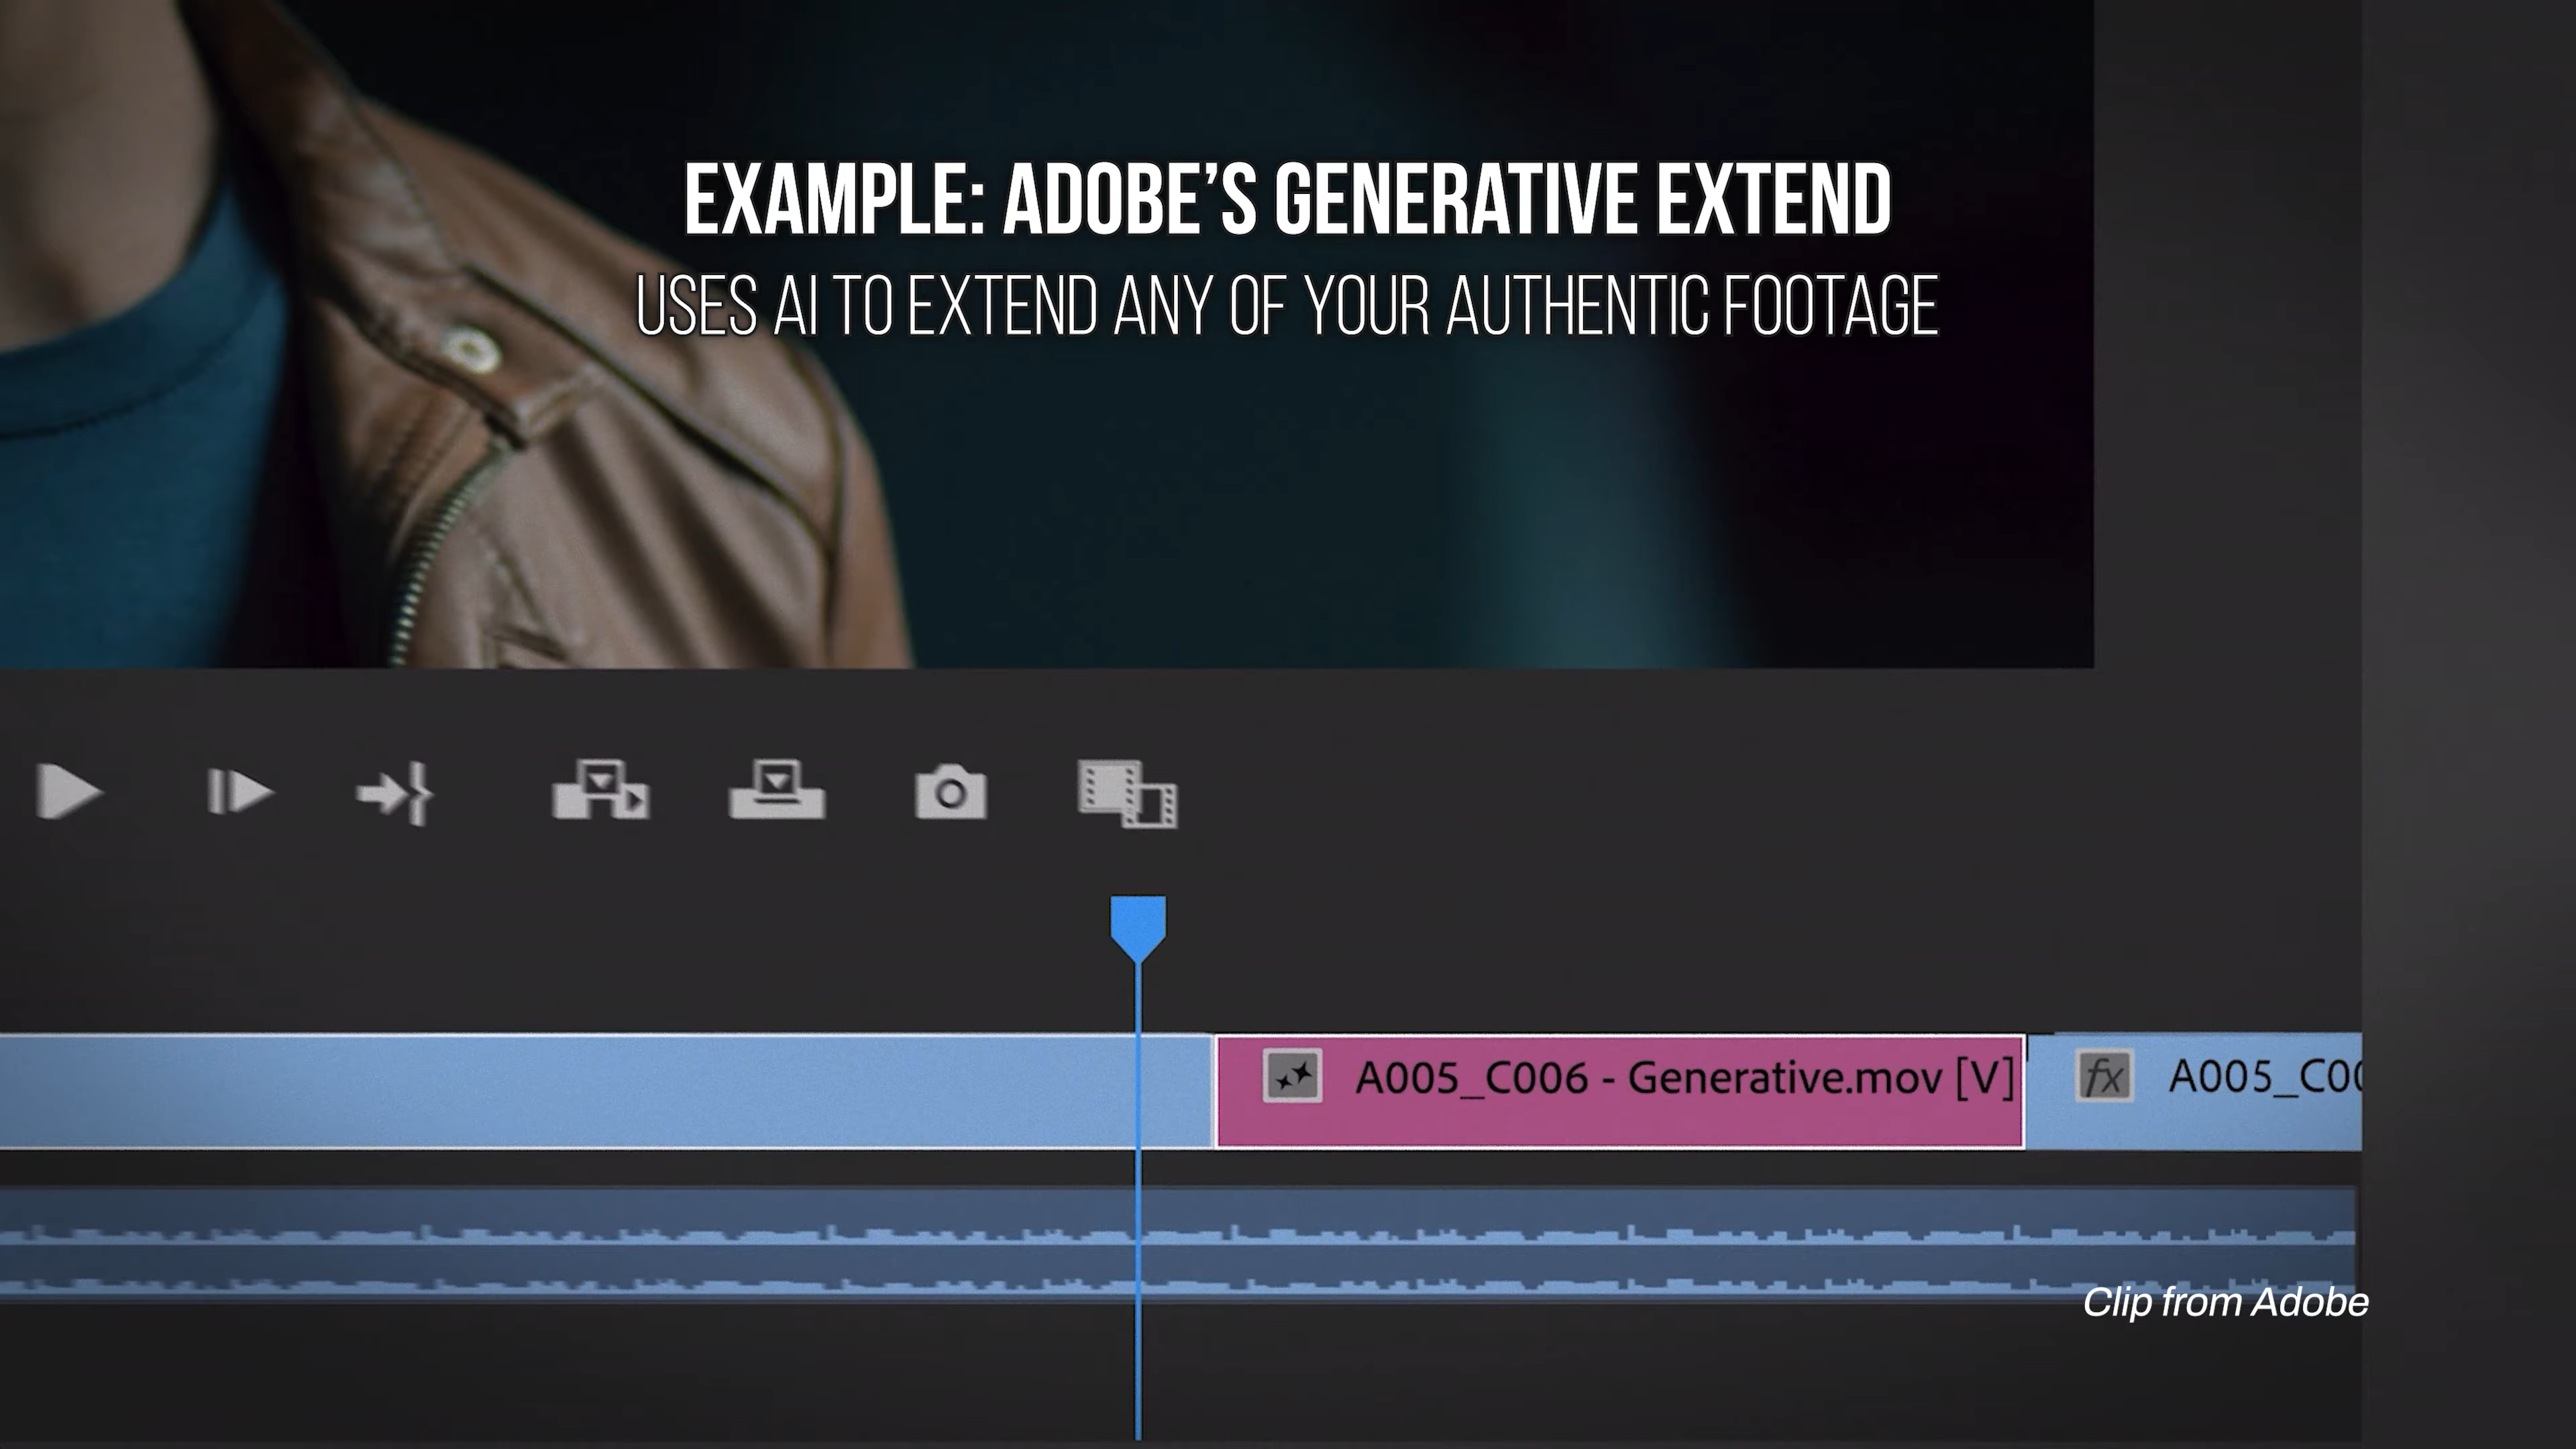 EXAMPLE: ADOBE’S GENERATIVE EXTEND
USES AI TO EXTEND ANY OF YOUR AUTHENTIC FOOTAGE
A005_C006 - Generative.mov [V]
fx A005_C00
Clip from Adobe